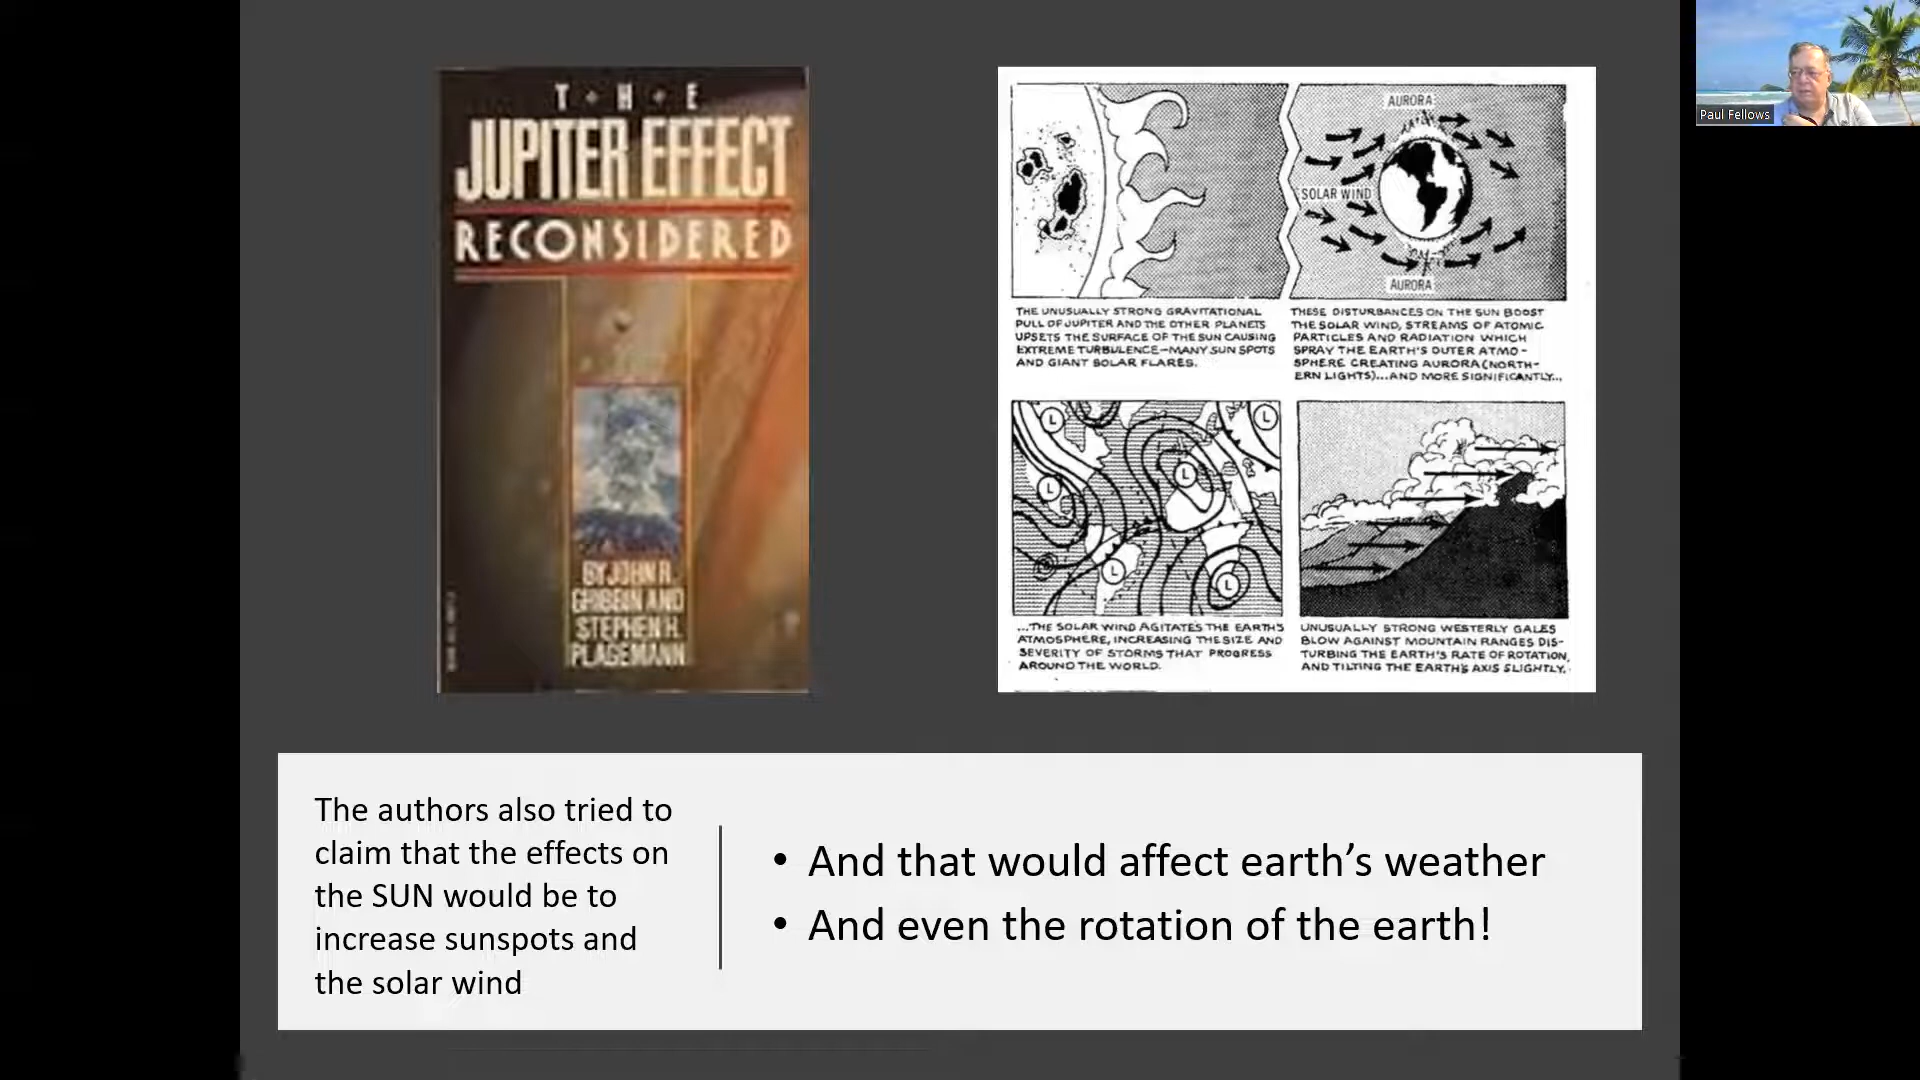 T·H·E
JUPITER EFFECT
RECONSIDERED
BY JOHN R.
GRIBBIN AND
STEPHEN H.
PLAGEMANN
AURORA
SOLAR WIND
AURORA
THE UNUSUALLY STRONG GRAVITATIONAL
PULL OF JUPITER AND THE OTHER PLANETS
UPSETS THE SURFACE OF THE SUN CAUSING
EXTREME TURBULENCE—MANY SUN SPOTS
AND GIANT SOLAR FLARES.
THESE DISTURBANCES ON THE SUN BOOST
THE SOLAR WIND, STREAMS OF ATOMIC
PARTICLES AND RADIATION WHICH
SPRAY THE EARTH'S OUTER ATMO-
SPHERE CREATING AURORA (NORTH-
ERN LIGHTS)...AND MORE SIGNIFICANTLY...
L
L
L
L
L
L
...THE SOLAR WIND AGITATES THE EARTH'S
ATMOSPHERE, INCREASING THE SIZE AND
SEVERITY OF STORMS THAT PROGRESS
AROUND THE WORLD.
UNUSUALLY STRONG WESTERLY GALES
BLOW AGAINST MOUNTAIN RANGES DIS-
TURBING THE EARTH'S RATE OF ROTATION,
AND TILTING THE EARTH'S AXIS SLIGHTLY.
The authors also tried to
claim that the effects on
the SUN would be to
increase sunspots and
the solar wind
• And that would affect earth's weather
• And even the rotation of the earth!
Paul Fellows